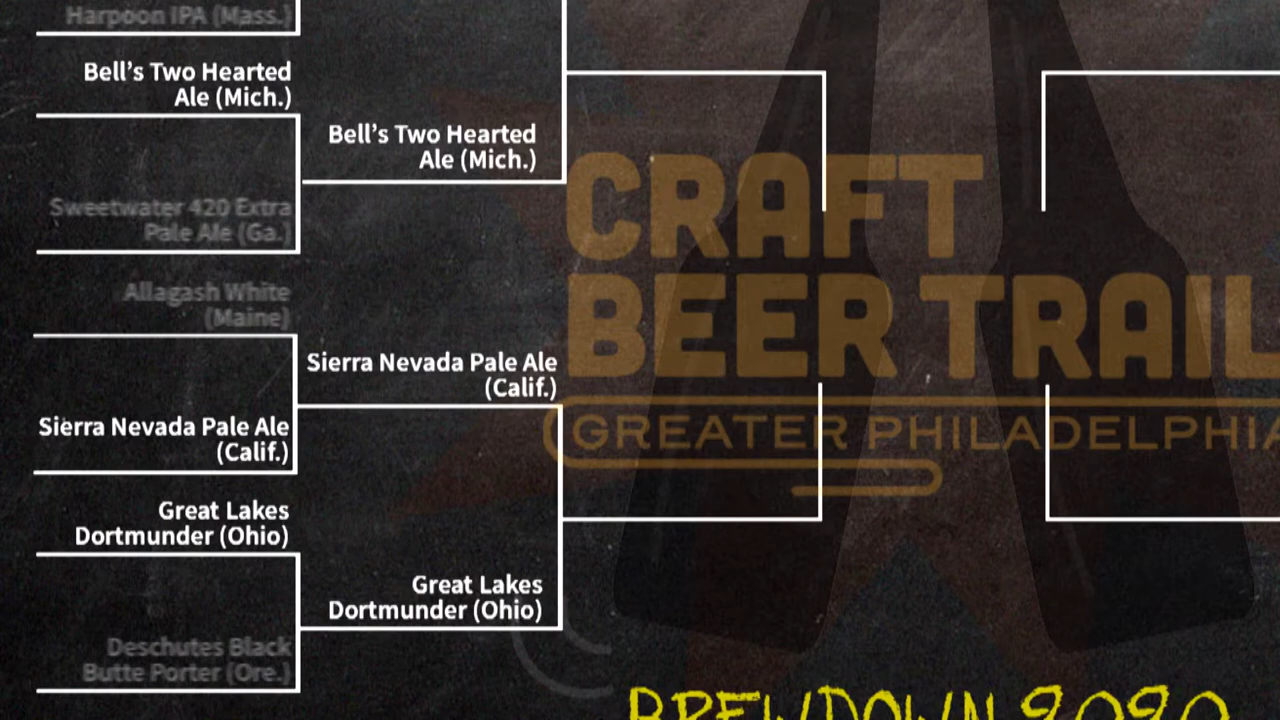 Harpoon IPA (Mass.)
Bell's Two Hearted
Ale (Mich.)
Bell's Two Hearted
Ale (Mich.)
Sweetwater 420 Extra
Pale Ale (Ga.)
Allagash White
(Maine)
Sierra Nevada Pale Ale
(Calif.)
Sierra Nevada Pale Ale
(Calif.)
Great Lakes
Dortmunder (Ohio)
Great Lakes
Dortmunder (Ohio)
Deschutes Black
Butte Porter (Ore.)
CRAFT
BEER TRAIL
GREATER PHILADELPHIA
BREWDOWN 2020